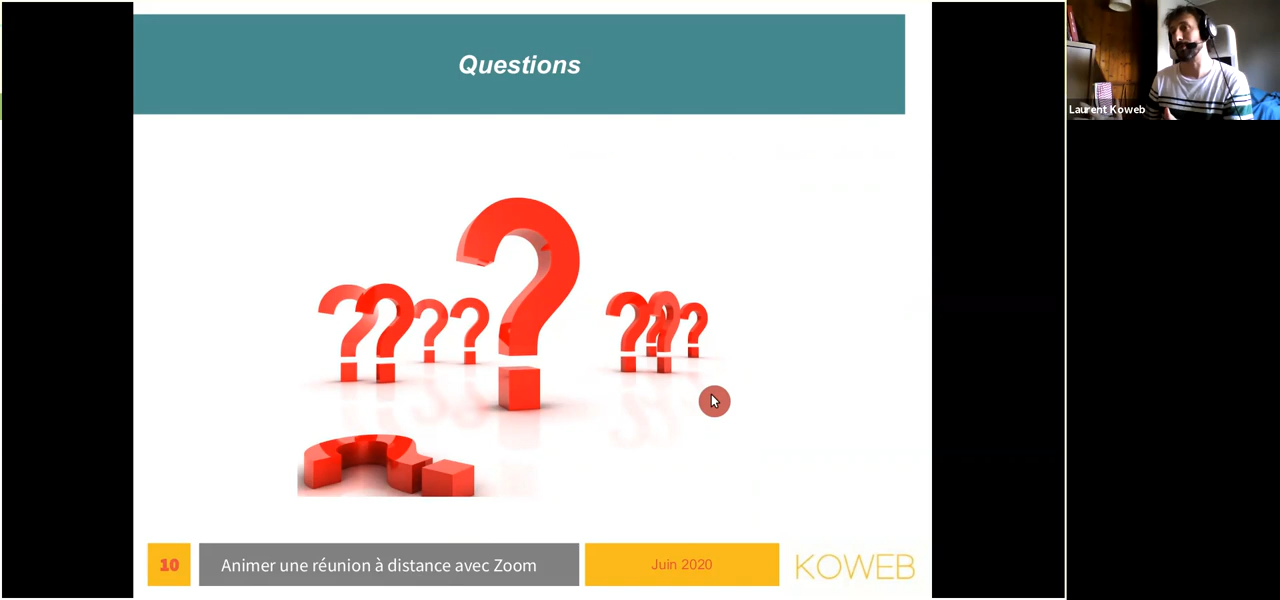 Questions
Laurent Koweb
10
Animer une réunion à distance avec Zoom
Juin 2020
KOWEB